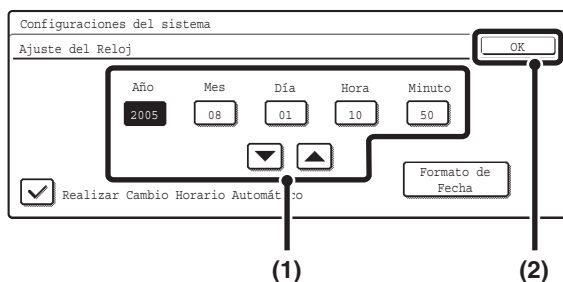 Configuraciones del sistema
Ajuste del Reloj
OK
Año Mes Día Hora Minuto
2005 08 01 10 50
Formato de
Fecha
Realizar Cambio Horario Automático
(1) (2)